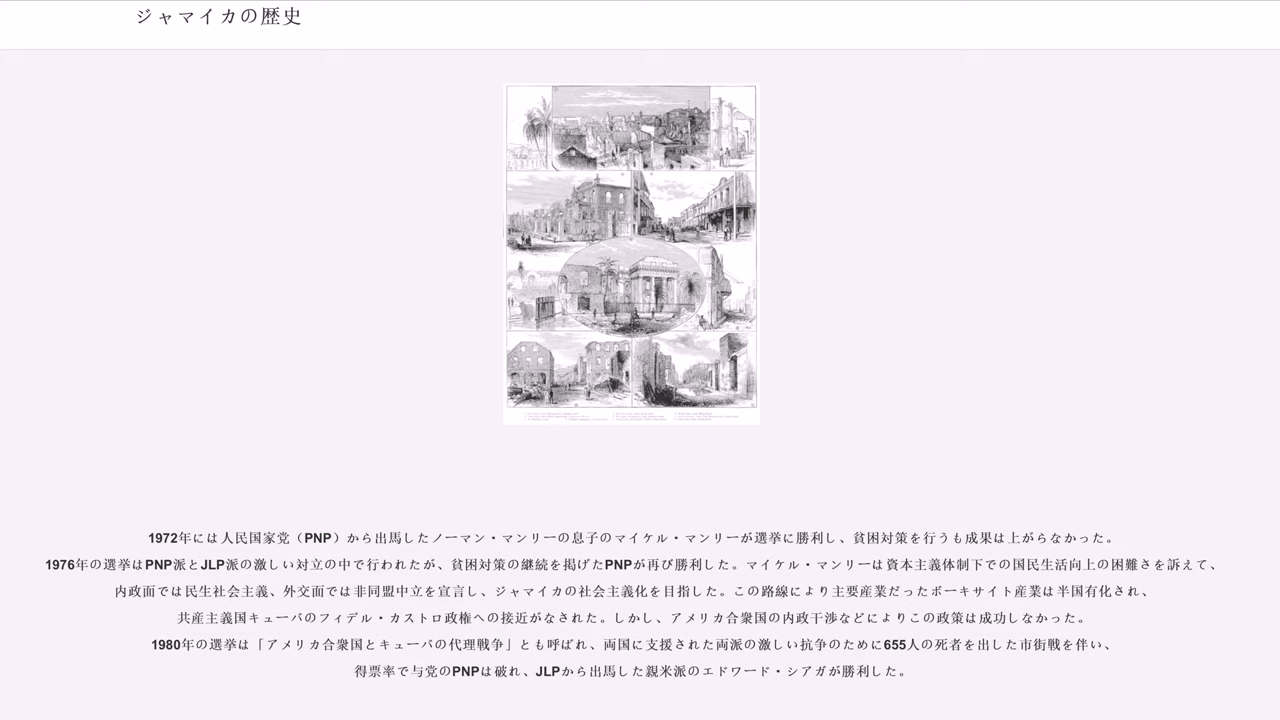 ジャマイカの歴史
1972年には人民国家党（PNP）から出馬したノーマン・マンリーの息子のマイケル・マンリーが選挙に勝利し、貧困対策を行うも成果は上がらなかった。
1976年の選挙はPNP派とJLP派の激しい対立の中で行われたが、貧困対策の継続を掲げたPNPが再び勝利した。マイケル・マンリーは資本主義体制下での国民生活向上の困難さを訴えて、
内政面では民生社会主義、外交面では非同盟中立を宣言し、ジャマイカの社会主義化を目指した。この路線により主要産業だったボーキサイト産業は半国有化され、
共産主義国キューバのフィデル・カストロ政権への接近がなされた。しかし、アメリカ合衆国の内政干渉などによりこの政策は成功しなかった。
1980年の選挙は「アメリカ合衆国とキューバの代理戦争」とも呼ばれ、両国に支援された両派の激しい抗争のために655人の死者を出した市街戦を伴い、
得票率で与党のPNPは破れ、JLPから出馬した親米派のエドワード・シアガが勝利した。